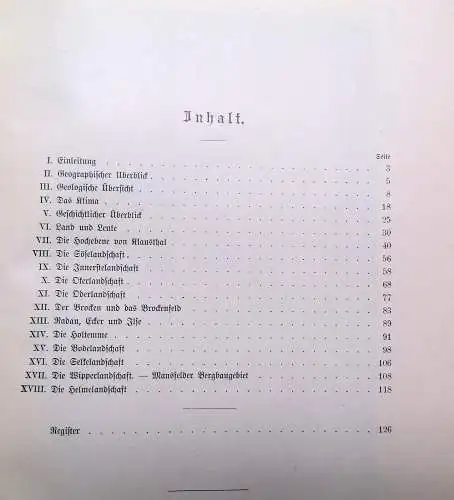 Inhalt.
Seite
I. Einleitung . . . . . . . . . . 3
II. Geographischer Überblick . . . . . . . . . . 5
III. Geologische Übersicht . . . . . . . . . . 8
IV. Das Klima . . . . . . . . . . 18
V. Geschichtlicher Überblick . . . . . . . . . . 25
VI. Land und Leute . . . . . . . . . . 30
VII. Die Hochebene von Klausthal . . . . . . . . . . 40
VIII. Die Söselandschaft . . . . . . . . . . 56
IX. Die Innerstelandschaft . . . . . . . . . . 58
X. Die Okerlandschaft . . . . . . . . . . 68
XI. Die Oderlandschaft . . . . . . . . . . 77
XII. Der Brocken und das Brockenfeld . . . . . . . . . . 83
XIII. Radau, Ecker und Ilse . . . . . . . . . . 89
XIV. Die Holtemme . . . . . . . . . . 91
XV. Die Bodelandschaft . . . . . . . . . . 98
XVI. Die Selkelandschaft . . . . . . . . . . 106
XVII. Die Wipperlandschaft. — Mansfelder Bergbaugebiet . . . . . . . . . . 108
XVIII. Die Helmelandschaft . . . . . . . . . . 118
Register . . . . . . . . . . 126